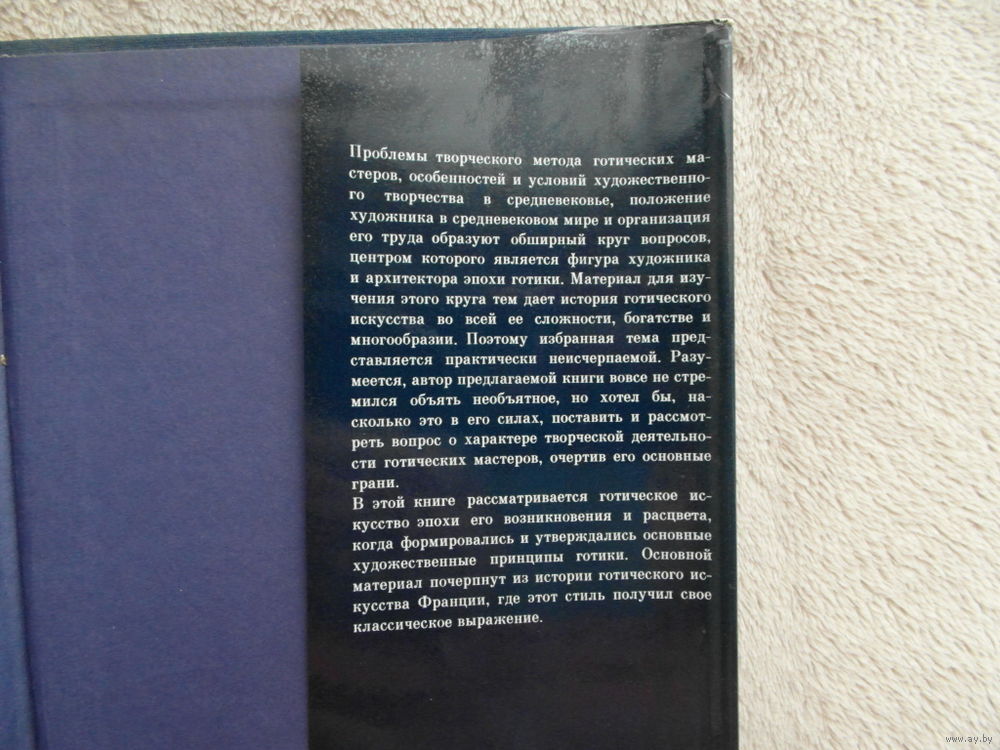 Проблемы творческого метода готических ма-
стеров, особенностей и условий художественно-
го творчества в средневековье, положение
художника в средневековом мире и организация
его труда образуют обширный круг вопросов,
центром которого является фигура художника
и архитектора эпохи готики. Материал для изу-
чения этого круга тем дает история готического
искусства во всей ее сложности, богатстве и
многообразии. Поэтому избранная тема пред-
ставляется практически неисчерпаемой. Разу-
меется, автор предлагаемой книги вовсе не стре-
мился объять необъятное, но хотел бы, на-
сколько это в его силах, поставить и рассмот-
реть вопрос о характере творческой деятельно-
сти готических мастеров, очертив его основные
грани.
В этой книге рассматривается готическое ис-
кусство эпохи его возникновения и расцвета,
когда формировались и утверждались основные
художественные принципы готики. Основной
материал почерпнут из истории готического ис-
кусства Франции, где этот стиль получил свое
классическое выражение.
www.ay.by